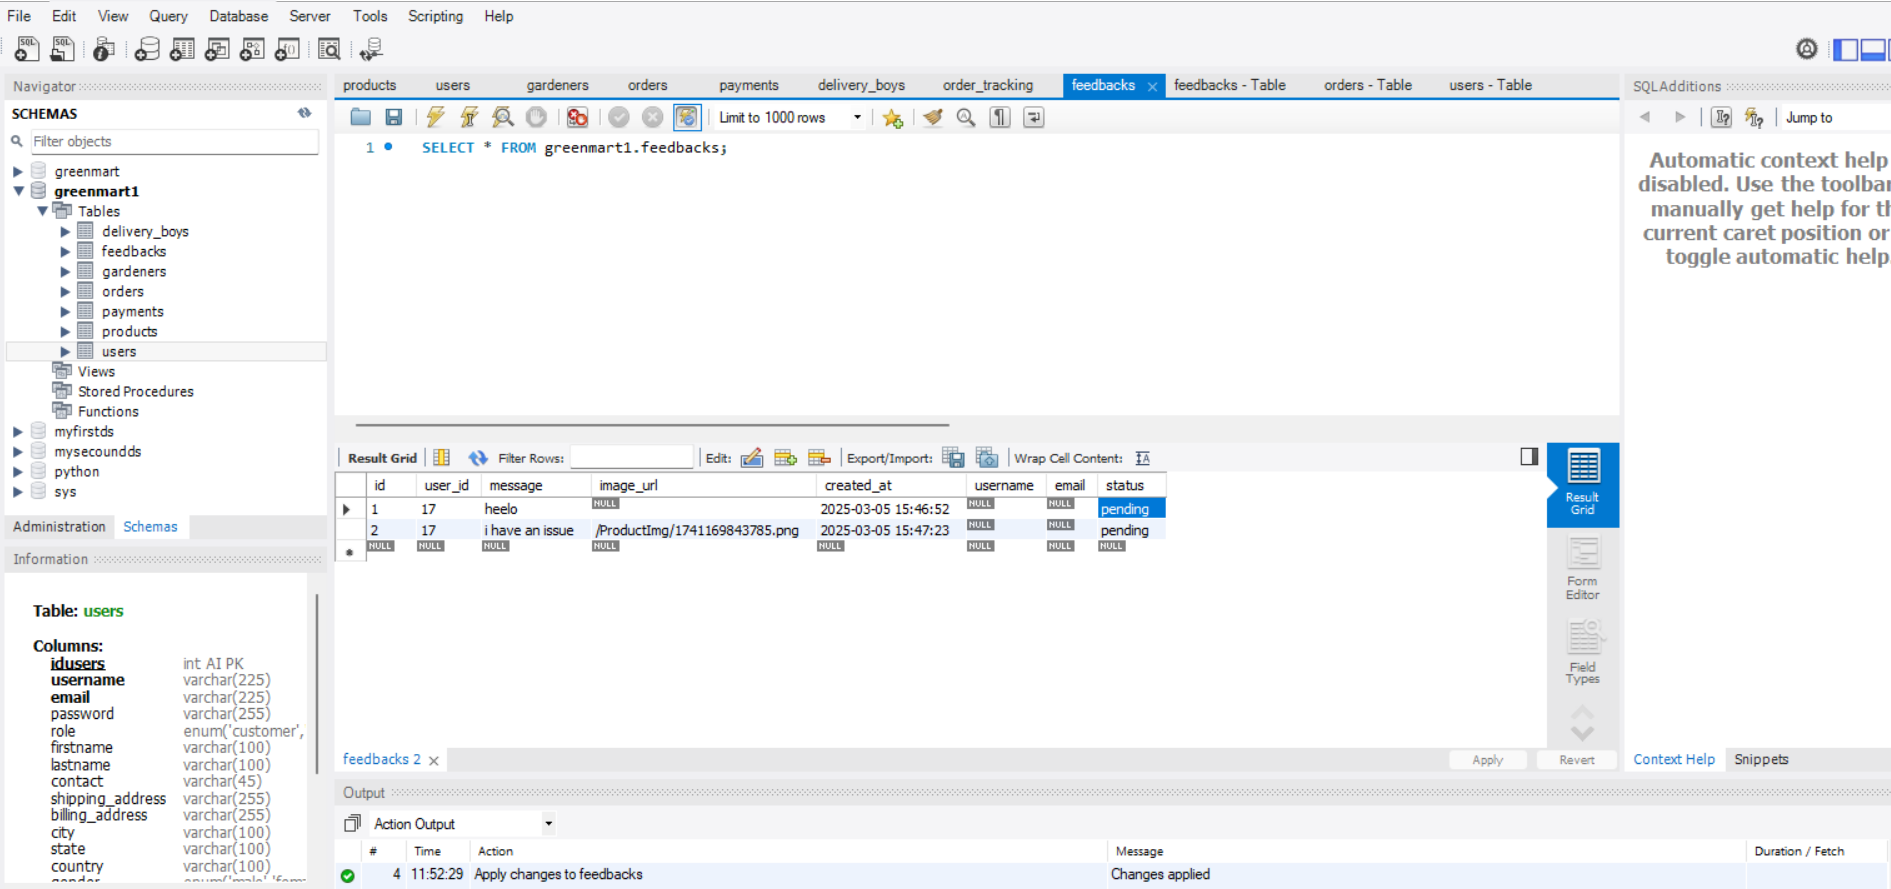 File Edit View Query Database Server Tools Scripting Help
Navigator
SCHEMAS
Filter objects
greenmart
greenmart1
Tables
delivery_boys
feedbacks
gardeners
orders
payments
products
users
Views
Stored Procedures
Functions
myfirstds
mysecoundds
python
sys
Administration Schemas
Information
Table: users
Columns:
idusers int AI PK
username varchar(225)
email varchar(225)
password varchar(255)
role enum('customer',
firstname varchar(100)
lastname varchar(100)
contact varchar(45)
shipping_address varchar(255)
billing_address varchar(255)
city varchar(100)
state varchar(100)
country varchar(100)
products users gardeners orders payments delivery_boys order_tracking feedbacks feedbacks - Table orders - Table users - Table
Limit to 1000 rows
1 SELECT * FROM greenmart1.feedbacks;
Result Grid Filter Rows: Edit: Export/Import: Wrap Cell Content:
id user_id message image_url created_at username email status
1 17 heelo NULL 2025-03-05 15:46:52 NULL NULL pending
2 17 i have an issue /ProductImg/1741169843785.png 2025-03-05 15:47:23 NULL NULL pending
NULL NULL NULL NULL NULL NULL NULL NULL
Result
Grid
Form
Editor
Field
Types
feedbacks 2 Apply Revert
Output
Action Output
# Time Action Message Duration / Fetch
4 11:52:29 Apply changes to feedbacks Changes applied
SQLAdditions
Jump to
Automatic context help
disabled. Use the toolbar
manually get help for
current caret position or
toggle automatic help.
Context Help Snippets